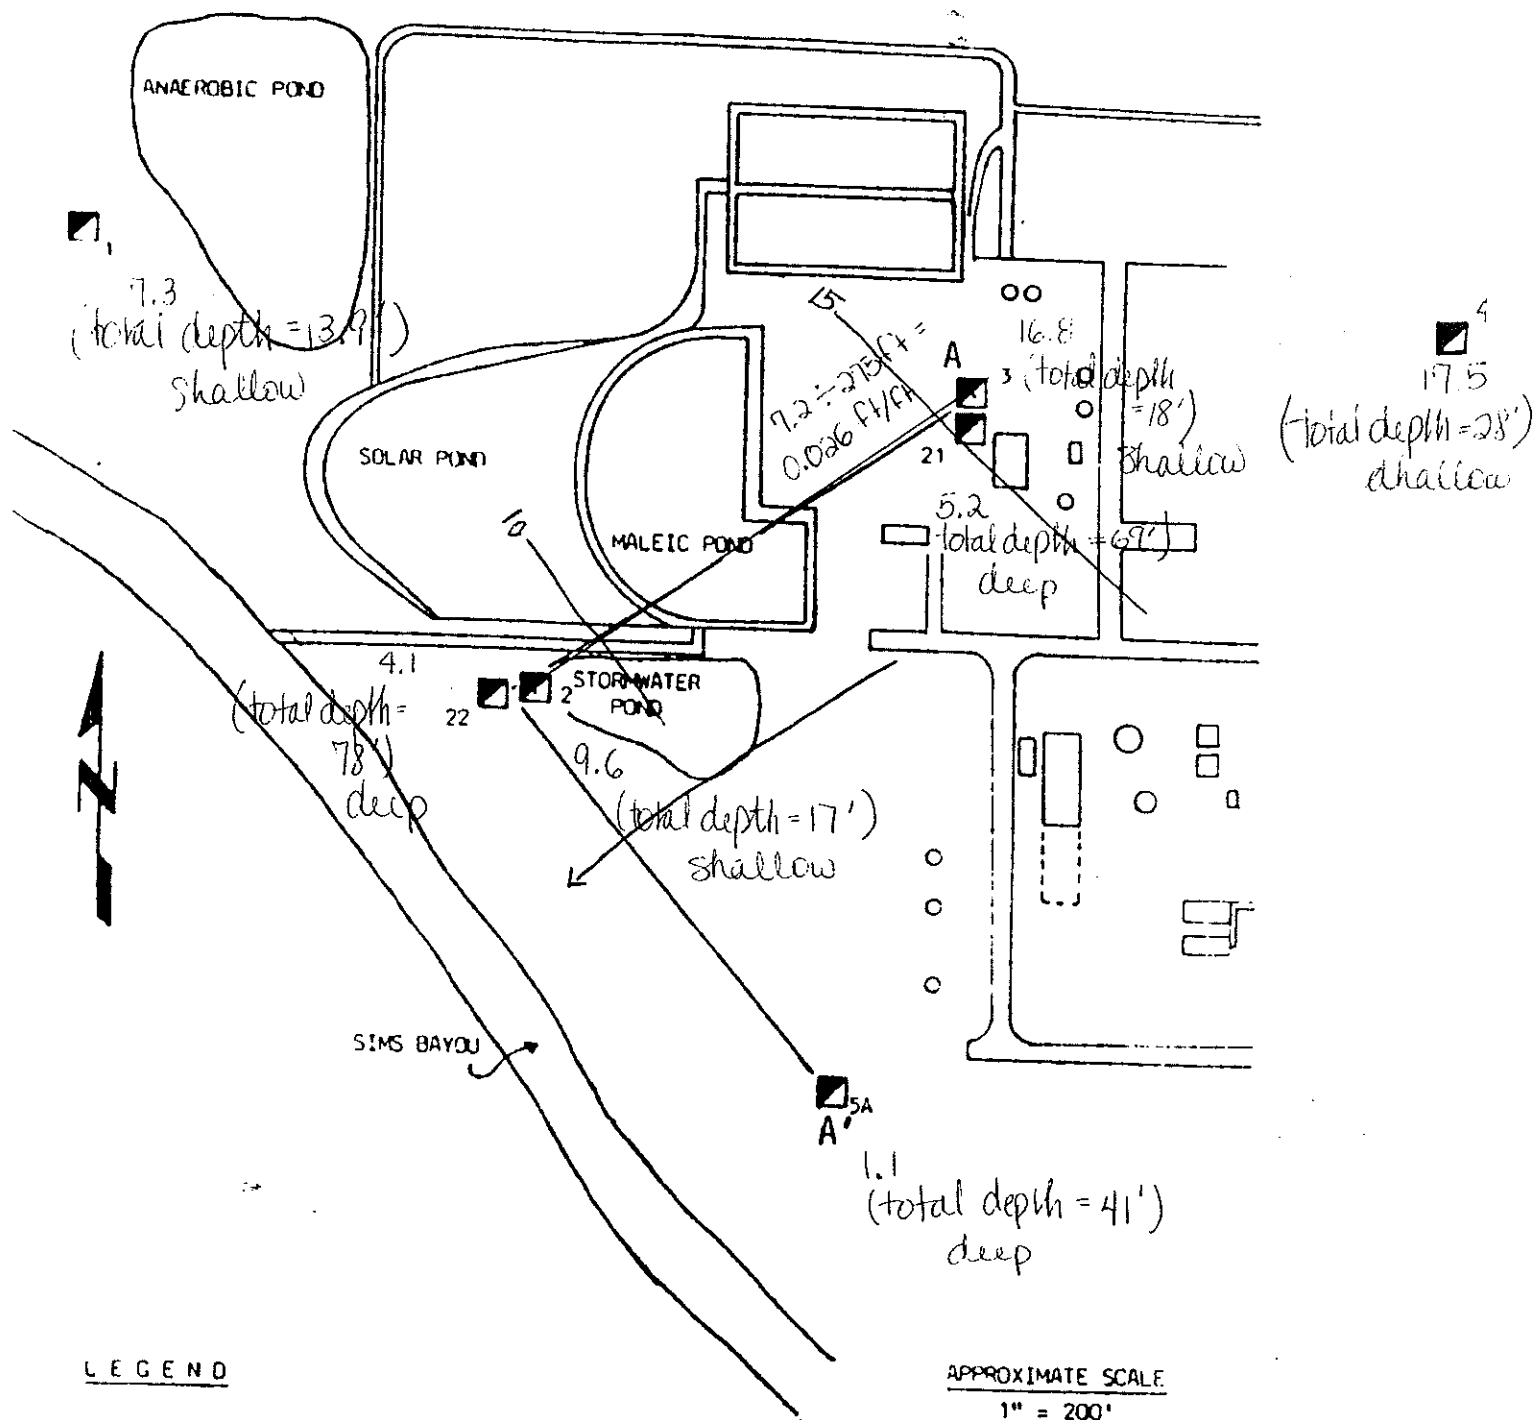 ANAEROBIC POND
1
7.3
(total depth = 13.9')
shallow
15
7.2 ÷ 275 ft =
0.026 ft/ft
A
16.8
3 (total depth
= 18')
shallow
4
17.5
(total depth = 28')
shallow
SOLAR POND
21
10
MALEIC POND
5.2
total depth = 69')
deep
4.1
(total depth =
78')
deep
22
2
STORMWATER
POND
9.6
(total depth = 17')
shallow
N
SIMS BAYOU
5A
A'
1.1
(total depth = 41')
deep
LEGEND
APPROXIMATE SCALE
1" = 200'